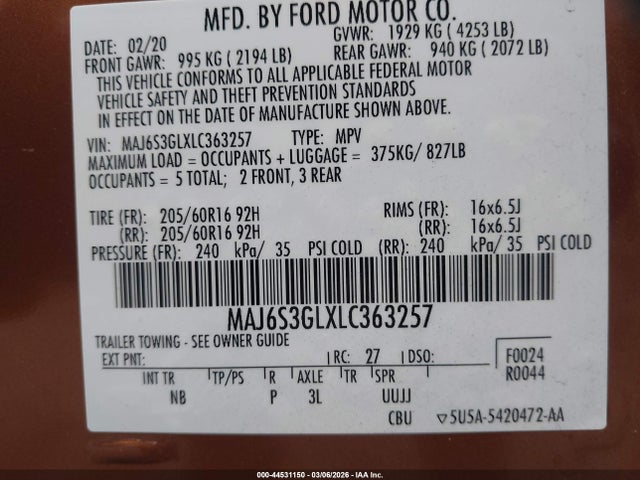 MFD. BY FORD MOTOR CO.
DATE: 02/20 GVWR: 1929 KG ( 4253 LB)
FRONT GAWR: 995 KG ( 2194 LB) REAR GAWR: 940 KG ( 2072 LB)
THIS VEHICLE CONFORMS TO ALL APPLICABLE FEDERAL MOTOR
VEHICLE SAFETY AND THEFT PREVENTION STANDARDS
IN EFFECT ON THE DATE OF MANUFACTURE SHOWN ABOVE.
VIN: MAJ6S3GLXLC363257 TYPE: MPV
MAXIMUM LOAD = OCCUPANTS + LUGGAGE = 375KG/ 827LB
OCCUPANTS = 5 TOTAL; 2 FRONT, 3 REAR
TIRE (FR): 205/60R16 92H RIMS (FR): 16x6.5J
(RR): 205/60R16 92H (RR): 16x6.5J
PRESSURE (FR): 240 kPa/ 35 PSI COLD (RR): 240 kPa/ 35 PSI COLD
MAJ6S3GLXLC363257
TRAILER TOWING - SEE OWNER GUIDE
EXT PNT: RC: 27 DSO: F0024
R0044
INT TR TP/PS R AXLE TR SPR
NB P 3L UUJJ
CBU ▽5U5A-5420472-AA
000-44531150 - 03/06/2026 - IAA Inc.